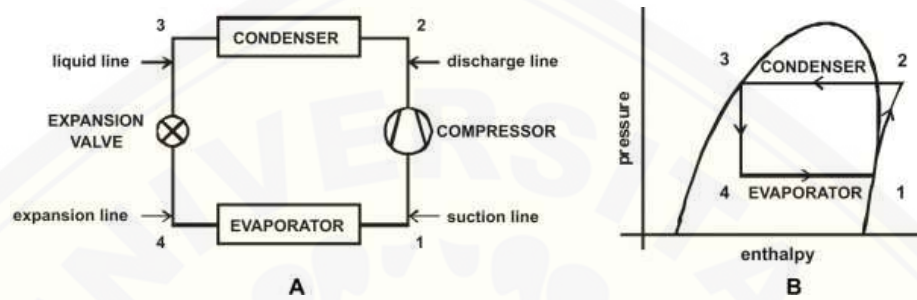 3
2
CONDENSER
liquid line
discharge line
EXPANSION
VALVE
COMPRESSOR
expansion line
EVAPORATOR
suction line
4
1
A
pressure
3
CONDENSER
2
4
EVAPORATOR
1
enthalpy
B